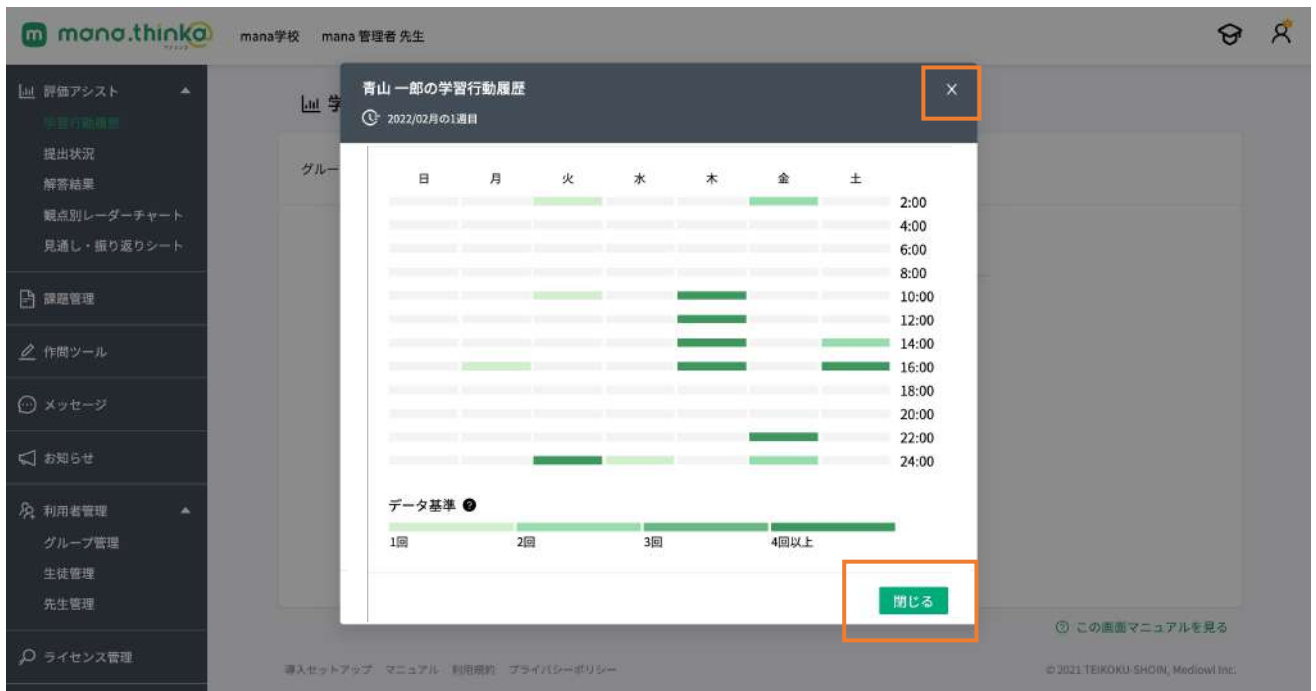 mana.think@
マナシンカ
mana学校 mana 管理者 先生
評価アシスト
学習行動履歴
提出状況
解答結果
観点別レーダーチャート
見通し・振り返りシート
課題管理
作問ツール
メッセージ
お知らせ
利用者管理
グループ管理
生徒管理
先生管理
ライセンス管理
学
グルー
青山 一郎の学習行動履歴
X
2022/02月の1週目
日 月 火 水 木 金 土
2:00
4:00
6:00
8:00
10:00
12:00
14:00
16:00
18:00
20:00
22:00
24:00
データ基準
1回 2回 3回 4回以上
閉じる
この画面マニュアルを見る
導入セットアップ マニュアル 利用規約 プライバシーポリシー
© 2021 TEIKOKU-SHOIN, Mediowl Inc.